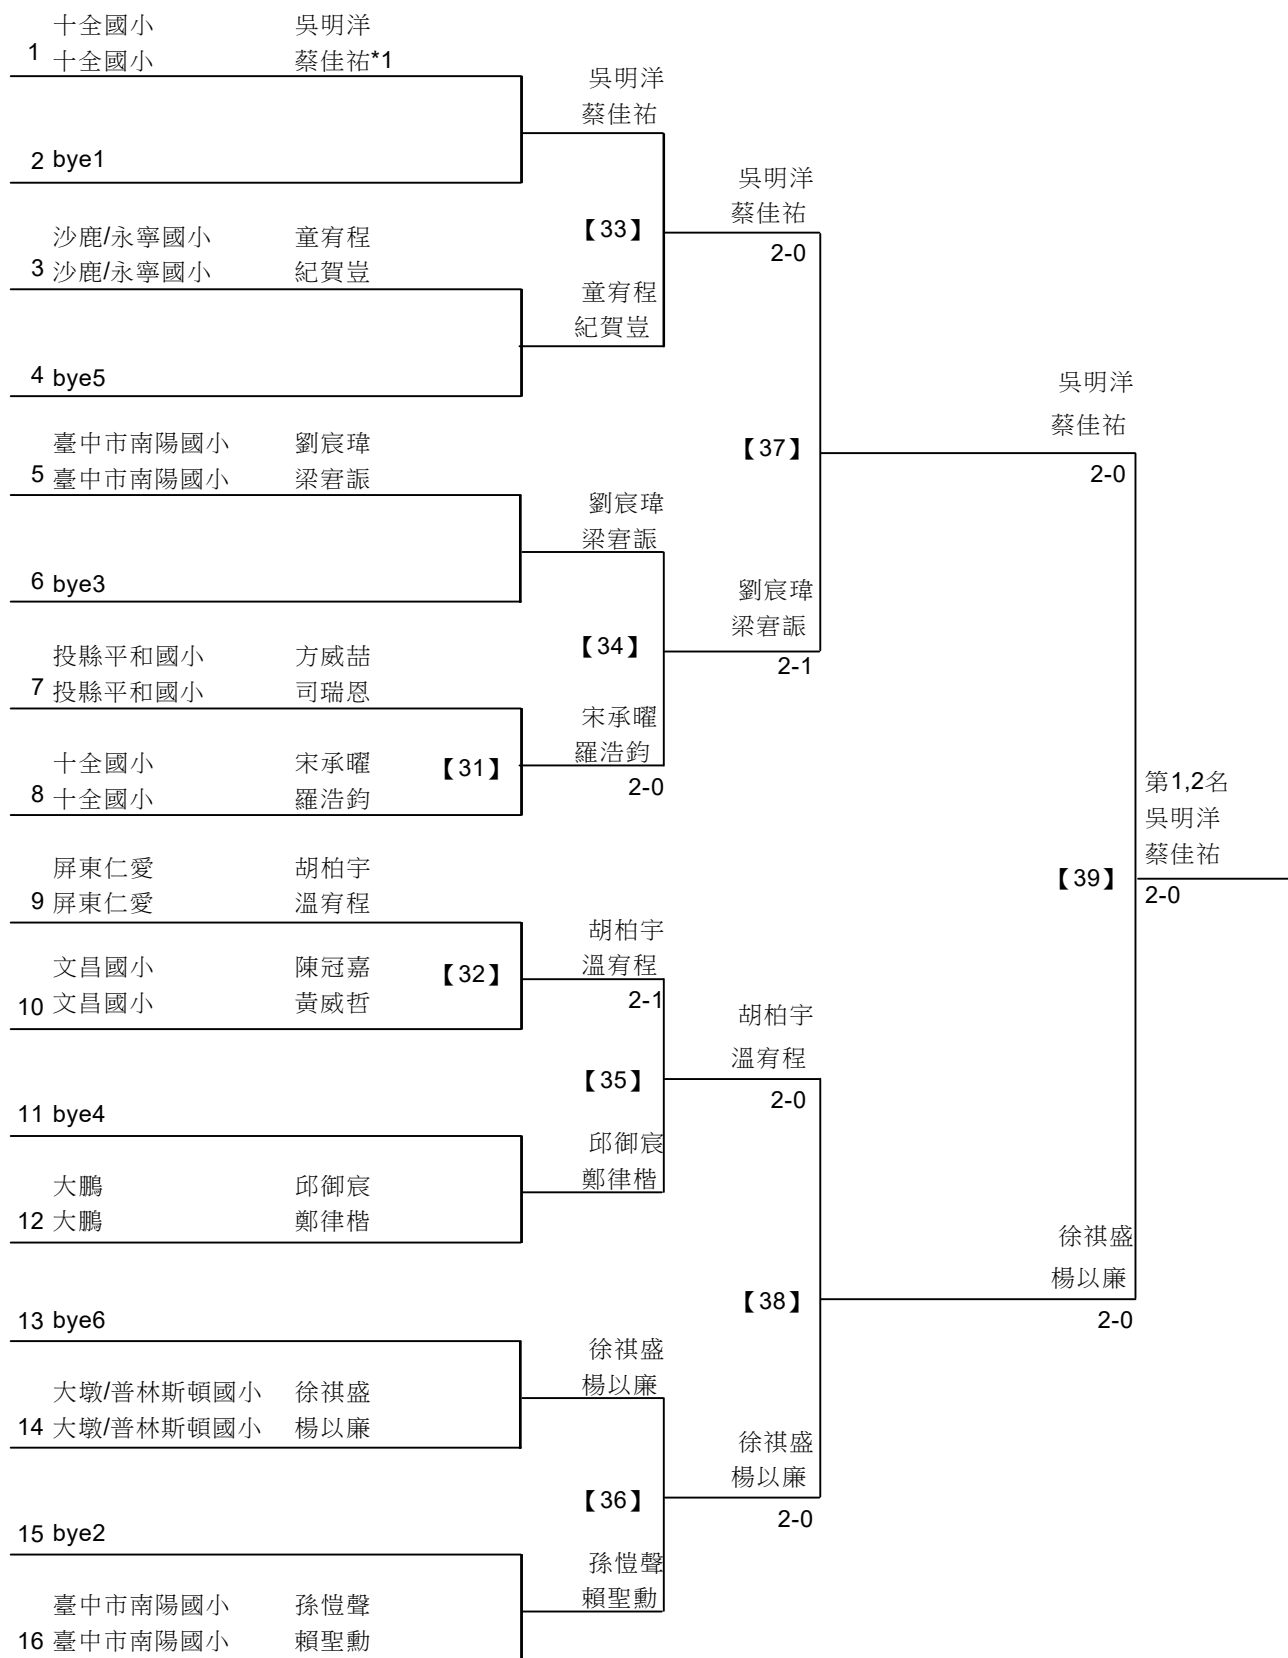 十全國小 吳明洋
1 十全國小 蔡佳祐*1
吳明洋
蔡佳祐
2 bye1
吳明洋
蔡佳祐
2-0
【33】
沙鹿/永寧國小 童宥程
3 沙鹿/永寧國小 紀賀豈
童宥程
紀賀豈
4 bye5
吳明洋
蔡佳祐
2-0
【37】
臺中市南陽國小 劉宸瑋
5 臺中市南陽國小 梁宭誫
劉宸瑋
梁宭誫
6 bye3
劉宸瑋
梁宭誫
2-1
【34】
投縣平和國小 方威喆
7 投縣平和國小 司瑞恩
宋承曜
羅浩鈞
2-0
十全國小 宋承曜 【31】
8 十全國小 羅浩鈞
第1,2名
吳明洋
蔡佳祐
2-0
【39】
屏東仁愛 胡柏宇
9 屏東仁愛 溫宥程
胡柏宇
溫宥程
2-1
文昌國小 陳冠嘉 【32】
10 文昌國小 黃威哲
胡柏宇
溫宥程
2-0
【35】
11 bye4
邱御宸
鄭律楷
大鵬 邱御宸
12 大鵬 鄭律楷
徐祺盛
楊以廉
2-0
【38】
13 bye6
徐祺盛
楊以廉
大墩/普林斯頓國小 徐祺盛
14 大墩/普林斯頓國小 楊以廉
徐祺盛
楊以廉
2-0
【36】
15 bye2
孫愷聲
賴聖勳
臺中市南陽國小 孫愷聲
16 臺中市南陽國小 賴聖勳